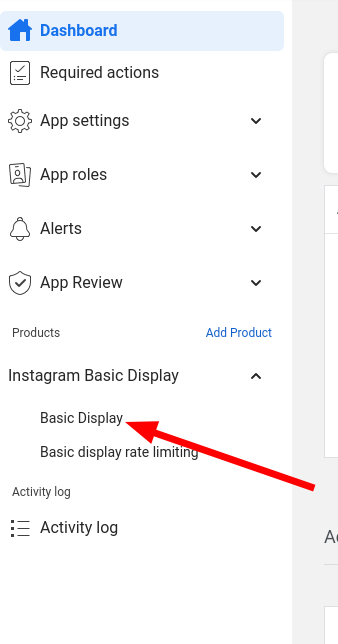 Dashboard
Required actions
App settings
App roles
Alerts
App Review
Products Add Product
Instagram Basic Display
Basic Display
Basic display rate limiting
Activity log
Activity log